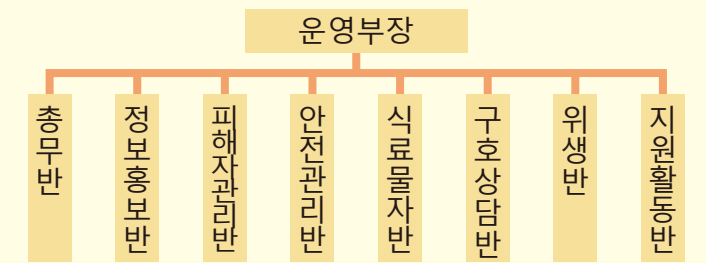 운영부장
총무반
정보홍보반
피해자관리반
안전관리반
식료물자반
구호상담반
위생반
지원활동반